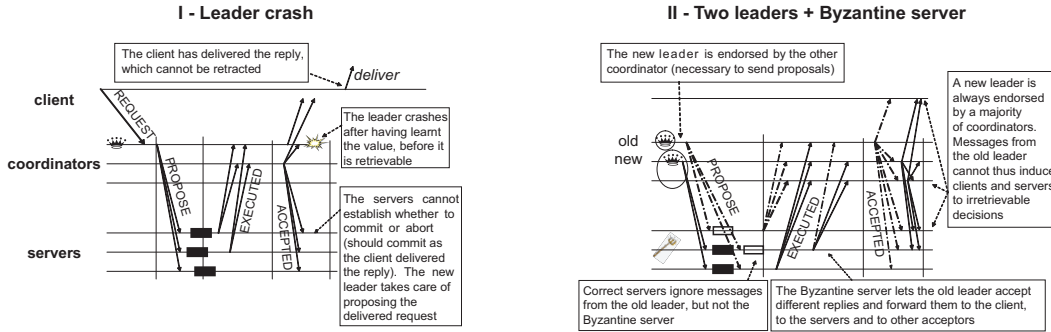 I - Leader crash
The client has delivered the reply,
which cannot be retracted
deliver
client
REQUEST
The leader crashes
after having learnt
the value, before it
is retrievable
coordinators
PROPOSE
EXECUTED
ACCEPTED
The servers cannot
establish whether to
commit or abort
(should commit as
the client delivered
the reply). The new
leader takes care of
proposing the
delivered request
servers
II - Two leaders + Byzantine server
The new leader is endorsed by the other
coordinator (necessary to send proposals)
A new leader is
always endorsed
by a majority
of coordinators.
Messages from
the old leader
cannot thus induce
clients and servers
to irretrievable
decisions
old
new
PROPOSE
EXECUTED
ACCEPTED
Correct servers ignore messages
from the old leader, but not the
Byzantine server
The Byzantine server lets the old leader accept
different replies and forward them to the client,
to the servers and to other acceptors